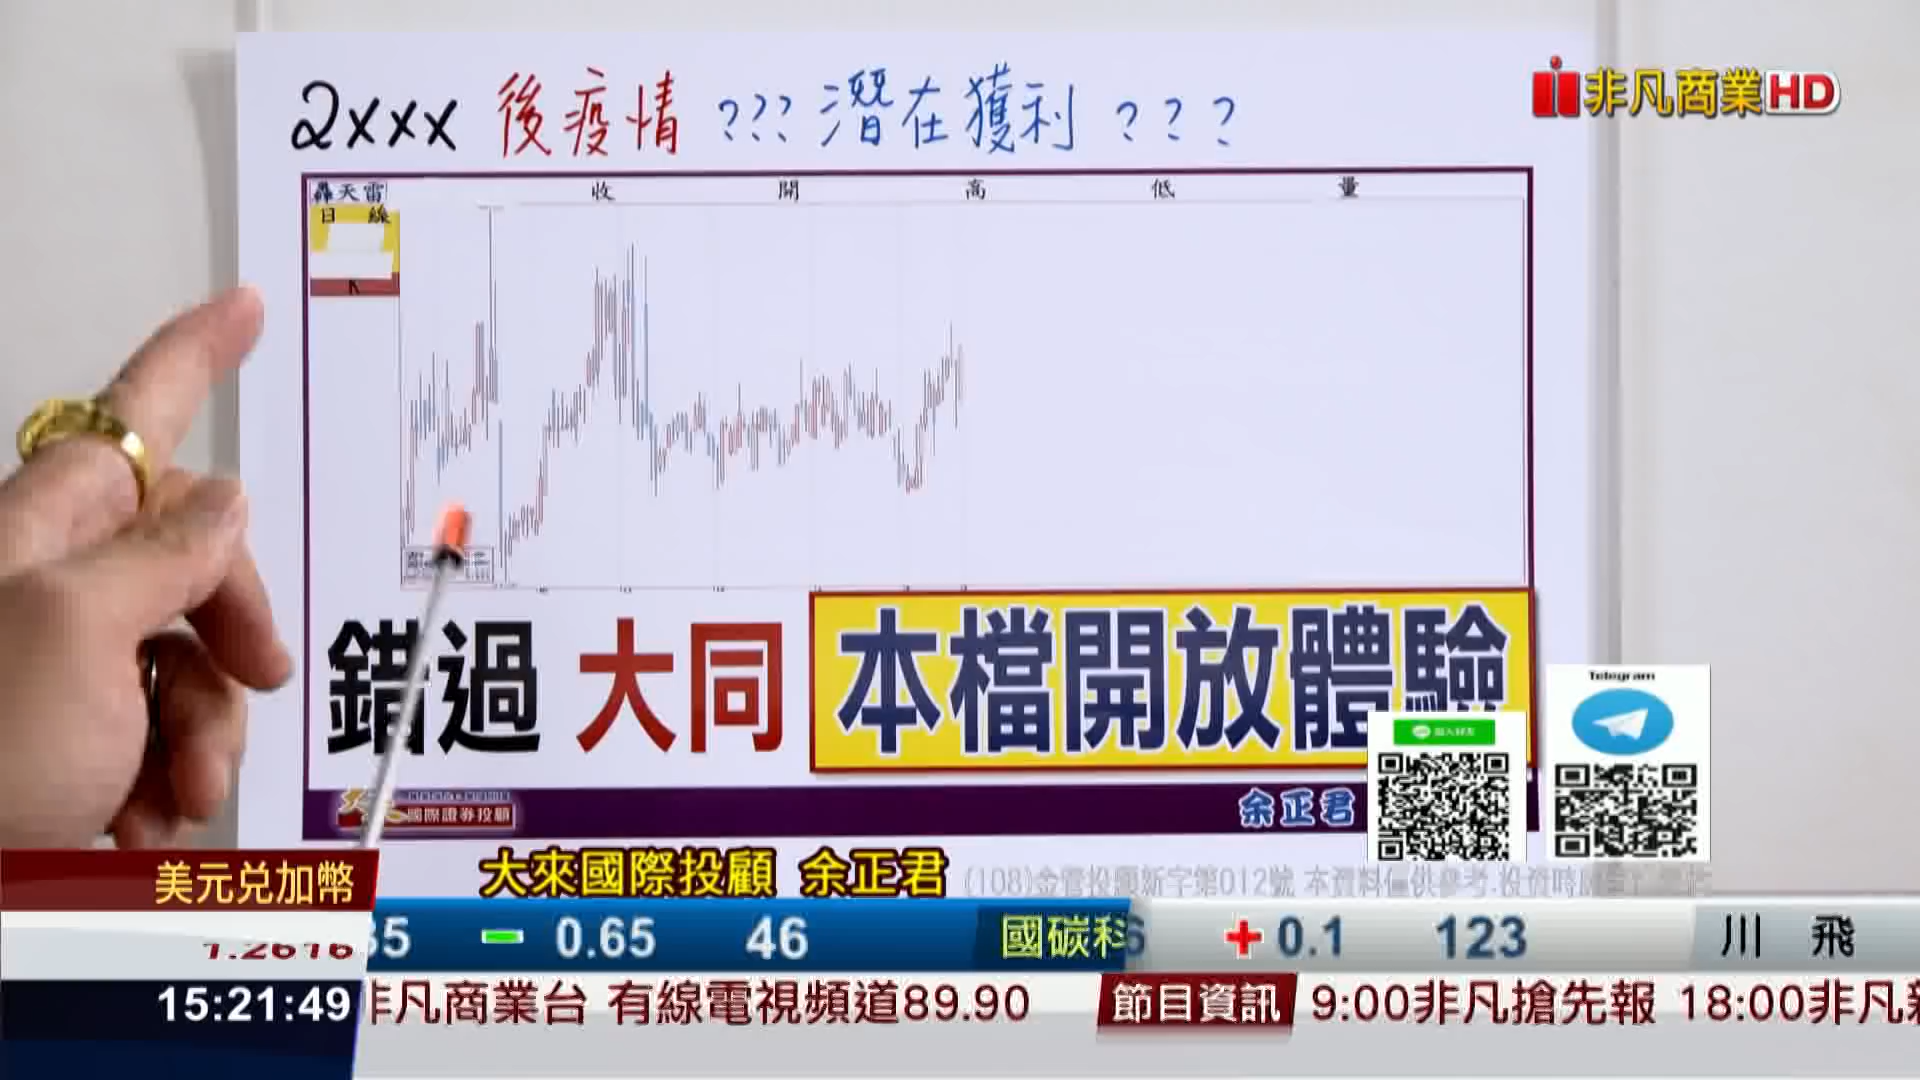 2xxx 後疫情 ??? 潛在獲利 ???
非凡商業HD
轟天雷 收 開 高 低 量
日 線
K
錯過 大同 本檔開放體驗
Telegram
國際證券投顧
余正君
美元兌加幣
大來國際投顧 余正君
(108)金管投顧新字第012號 本資料僅供參考,投資時
1.2616
0.65 46 國碳科 0.1 123 川 飛
15:21:49
非凡商業台 有線電視頻道89.90 節目資訊 9:00非凡搶先報 18:00非凡